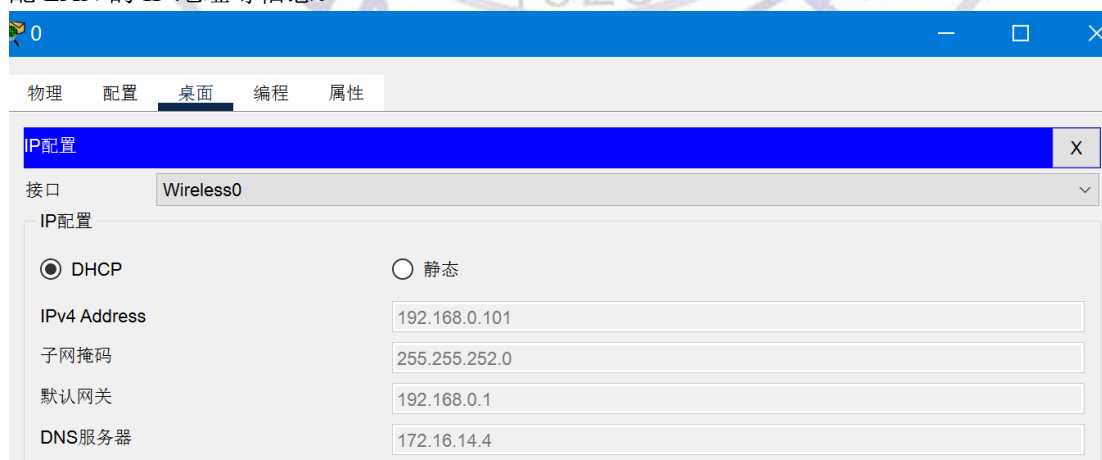 0
物理 配置 桌面 编程 属性
IP配置 X
接口 Wireless0
IP配置
DHCP 静态
IPv4 Address 192.168.0.101
子网掩码 255.255.252.0
默认网关 192.168.0.1
DNS服务器 172.16.14.4